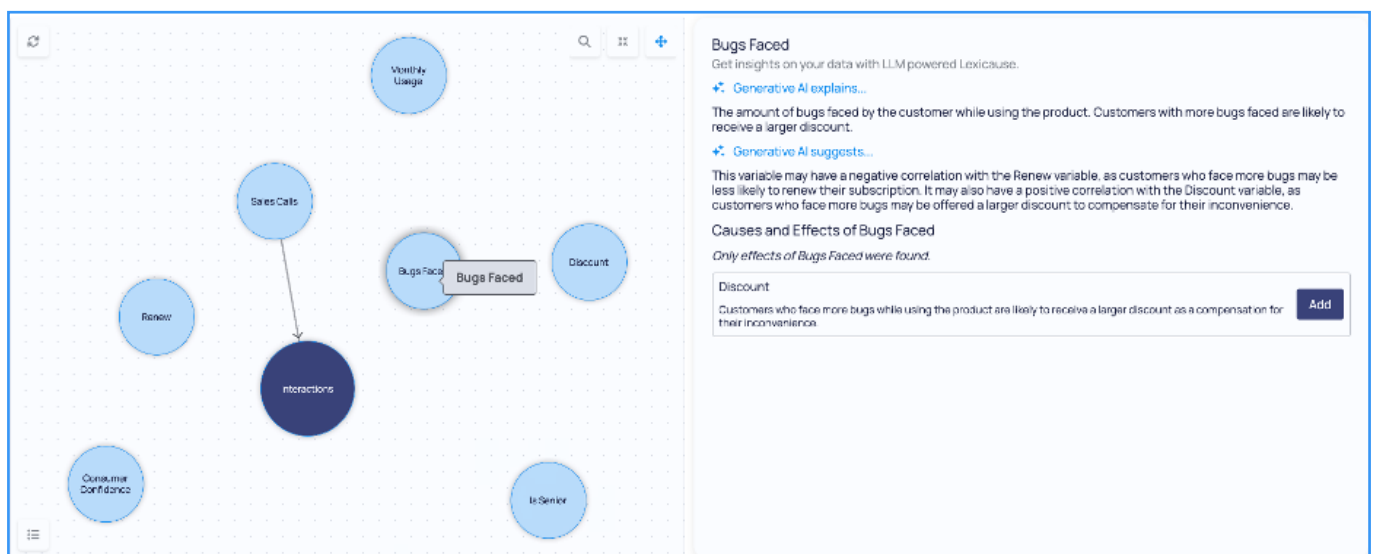 Monthly
Usage
Sales Calls
Bugs Face
Bugs Faced
Discount
Renew
nteractions
Consumer
Confidence
Is Senior
Bugs Faced
Get insights on your data with LLM powered Lexicause.
Generative AI explains...
The amount of bugs faced by the customer while using the product. Customers with more bugs faced are likely to
receive a larger discount.
Generative AI suggests...
This variable may have a negative correlation with the Renew variable, as customers who face more bugs may be
less likely to renew their subscription. It may also have a positive correlation with the Discount variable, as
customers who face more bugs may be offered a larger discount to compensate for their inconvenience.
Causes and Effects of Bugs Faced
Only effects of Bugs Faced were found.
Discount
Customers who face more bugs while using the product are likely to receive a larger discount as a compensation for
their inconvenience.
Add